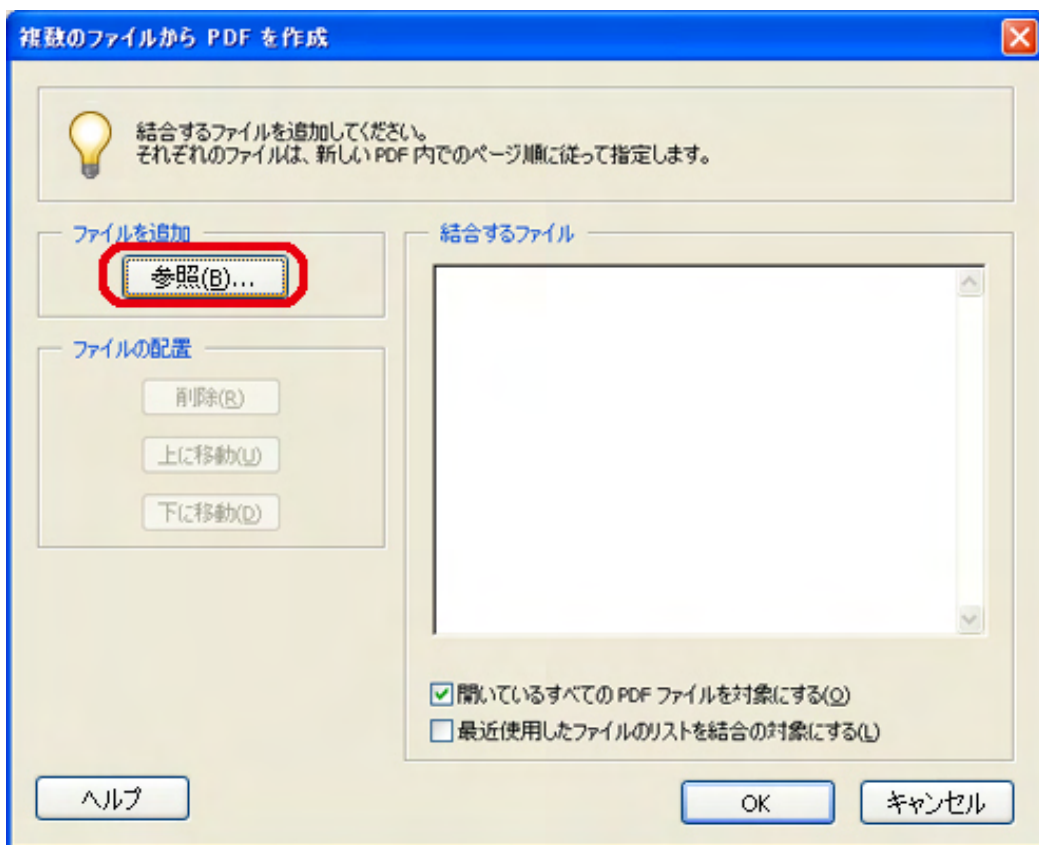 複数のファイルから PDF を作成
結合するファイルを追加してください。
それぞれのファイルは、新しい PDF 内でのページ順に従って指定します。
ファイルを追加
参照(B)...
ファイルの配置
削除(R)
上に移動(U)
下に移動(D)
結合するファイル
開いているすべての PDF ファイルを対象にする(O)
最近使用したファイルのリストを結合の対象にする(L)
ヘルプ
OK
キャンセル